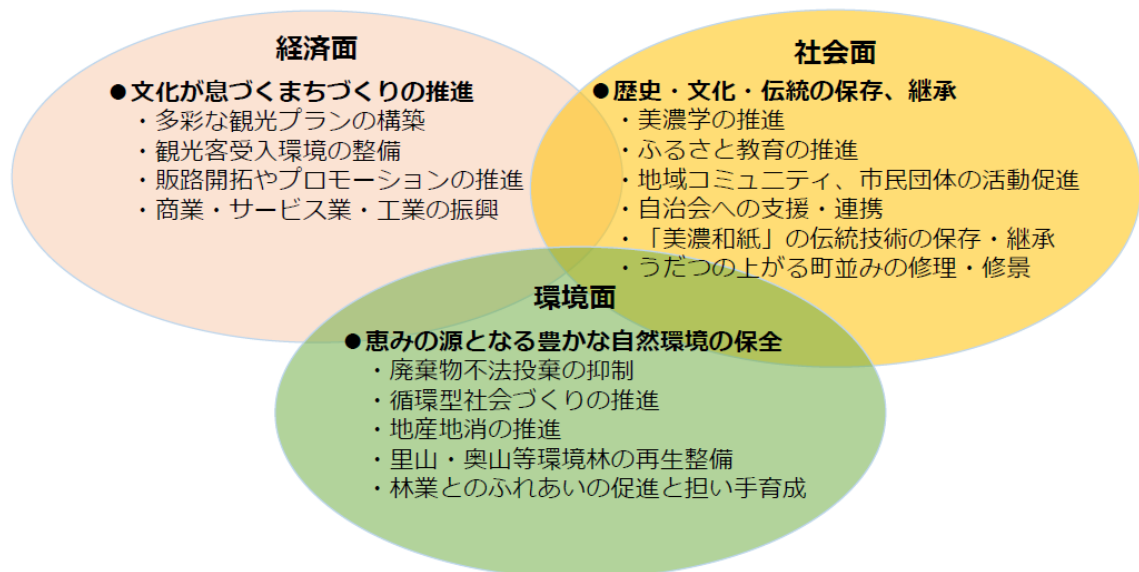 経済面
●文化が息づくまちづくりの推進
・多彩な観光プランの構築
・観光客受入環境の整備
・販路開拓やプロモーションの推進
・商業・サービス業・工業の振興
社会面
●歴史・文化・伝統の保存、継承
・美濃学の推進
・ふるさと教育の推進
・地域コミュニティ、市民団体の活動促進
・自治会への支援・連携
・「美濃和紙」の伝統技術の保存・継承
・うだつの上がる町並みの修理・修景
環境面
●恵みの源となる豊かな自然環境の保全
・廃棄物不法投棄の抑制
・循環型社会づくりの推進
・地産地消の推進
・里山・奥山等環境林の再生整備
・林業とのふれあいの促進と担い手育成